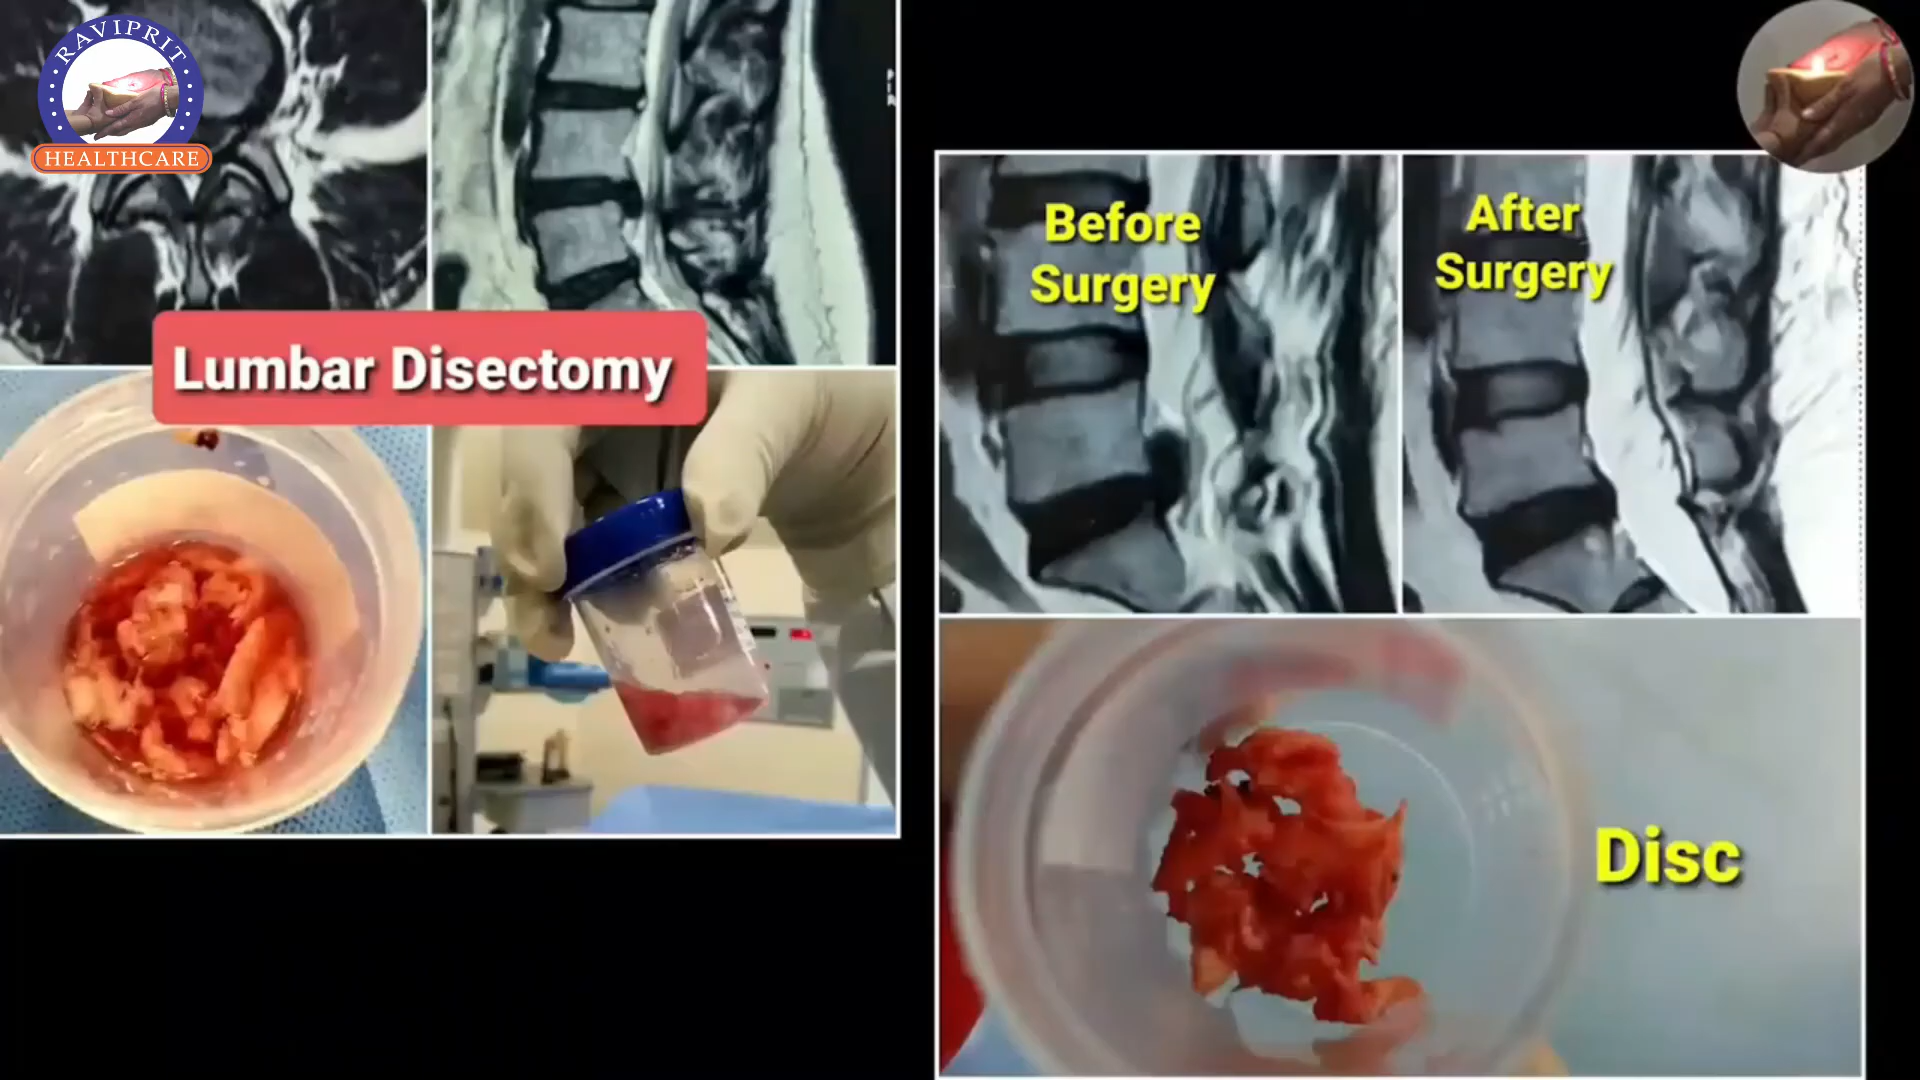 RAVIPRIT
HEALTHCARE
Lumbar Disectomy
Before
Surgery
After
Surgery
Disc